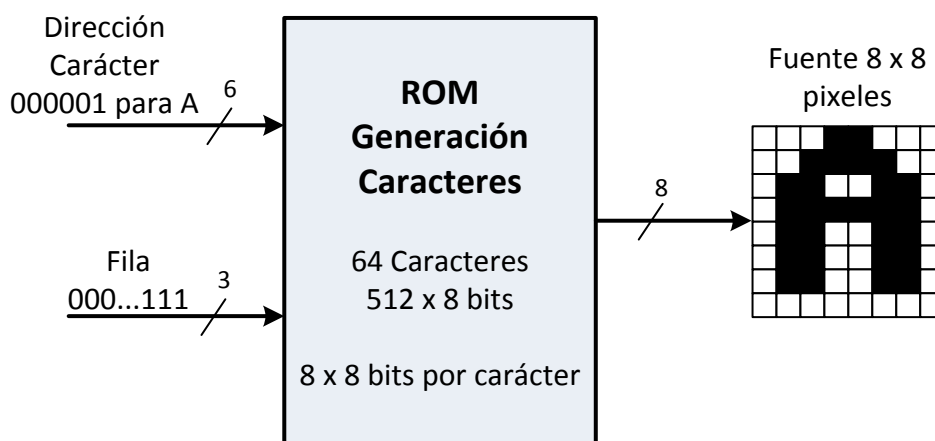 Dirección
Carácter
000001 para A
6
Fila
000...111
3
ROM
Generación
Caracteres
64 Caracteres
512 x 8 bits
8 x 8 bits por carácter
8
Fuente 8 x 8
pixeles